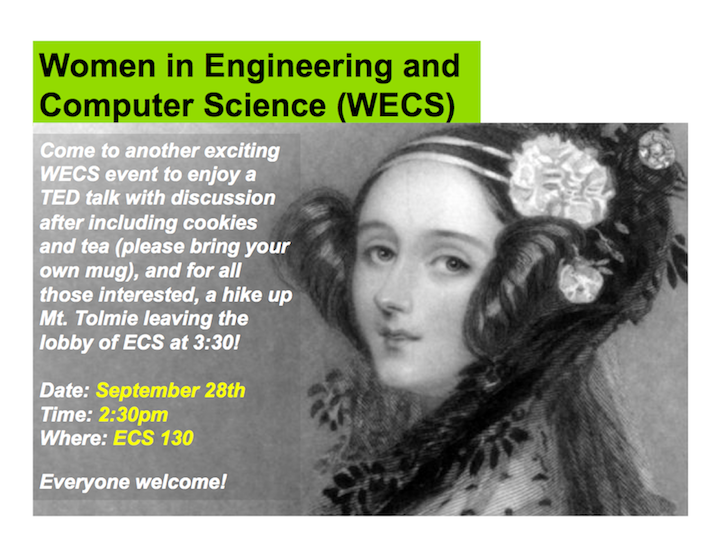 Women in Engineering and
Computer Science (WECS)
Come to another exciting
WECS event to enjoy a
TED talk with discussion
after including cookies
and tea (please bring your
own mug), and for all
those interested, a hike up
Mt. Tolmie leaving the
lobby of ECS at 3:30!
Date: September 28th
Time: 2:30pm
Where: ECS 130
Everyone welcome!